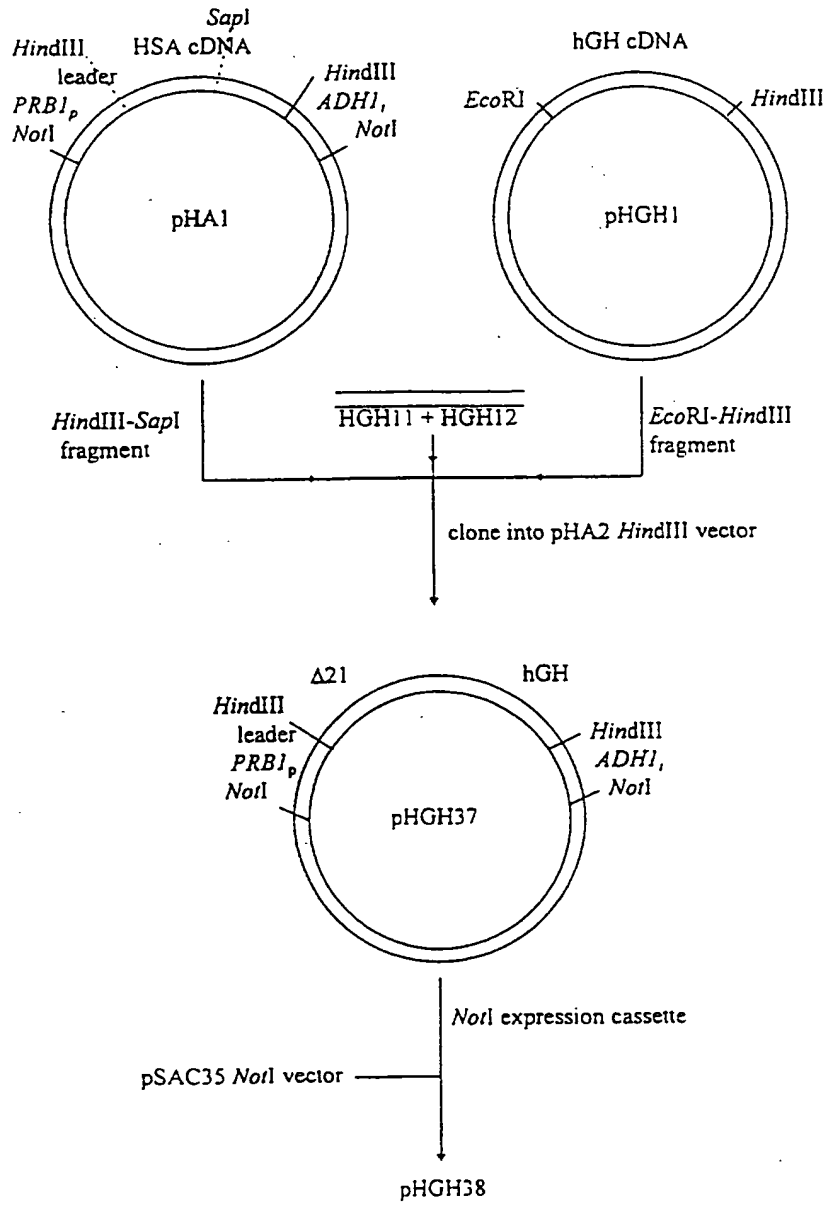 SapI
HindIII HSA cDNA
leader
PRB1p
NotI
HindIII
ADH1t
NotI
pHA1
hGH cDNA
EcoRI
HindIII
pHGH1
HindIII-SapI
fragment
HGH11 + HGH12
EcoRI-HindIII
fragment
clone into pHA2 HindIII vector
Δ21
hGH
HindIII
leader
PRB1p
NotI
HindIII
ADH1t
NotI
pHGH37
NotI expression cassette
pSAC35 NotI vector
pHGH38